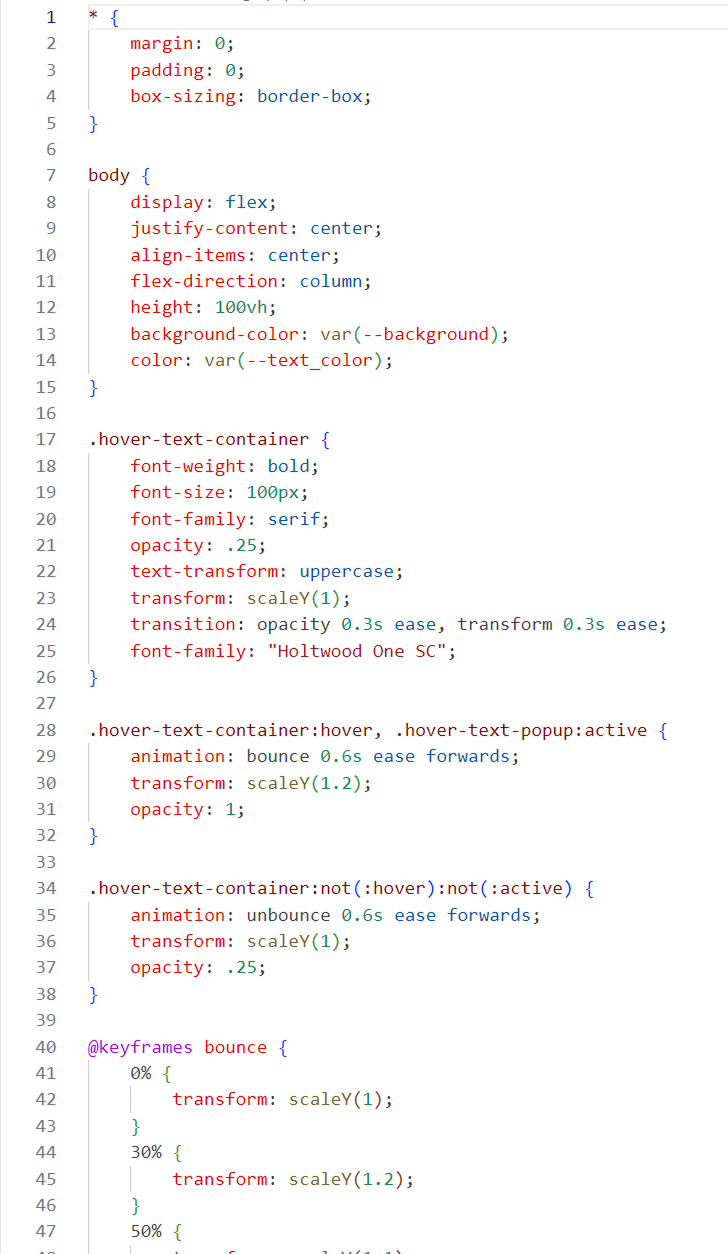 1 * {
2 margin: 0;
3 padding: 0;
4 box-sizing: border-box;
5 }
6
7 body {
8 display: flex;
9 justify-content: center;
10 align-items: center;
11 flex-direction: column;
12 height: 100vh;
13 background-color: var(--background);
14 color: var(--text_color);
15 }
16
17 .hover-text-container {
18 font-weight: bold;
19 font-size: 100px;
20 font-family: serif;
21 opacity: .25;
22 text-transform: uppercase;
23 transform: scaleY(1);
24 transition: opacity 0.3s ease, transform 0.3s ease;
25 font-family: "Holtwood One SC";
26 }
27
28 .hover-text-container:hover, .hover-text-popup:active {
29 animation: bounce 0.6s ease forwards;
30 transform: scaleY(1.2);
31 opacity: 1;
32 }
33
34 .hover-text-container:not(:hover):not(:active) {
35 animation: unbounce 0.6s ease forwards;
36 transform: scaleY(1);
37 opacity: .25;
38 }
39
40 @keyframes bounce {
41 0% {
42 transform: scaleY(1);
43 }
44 30% {
45 transform: scaleY(1.2);
46 }
47 50% {